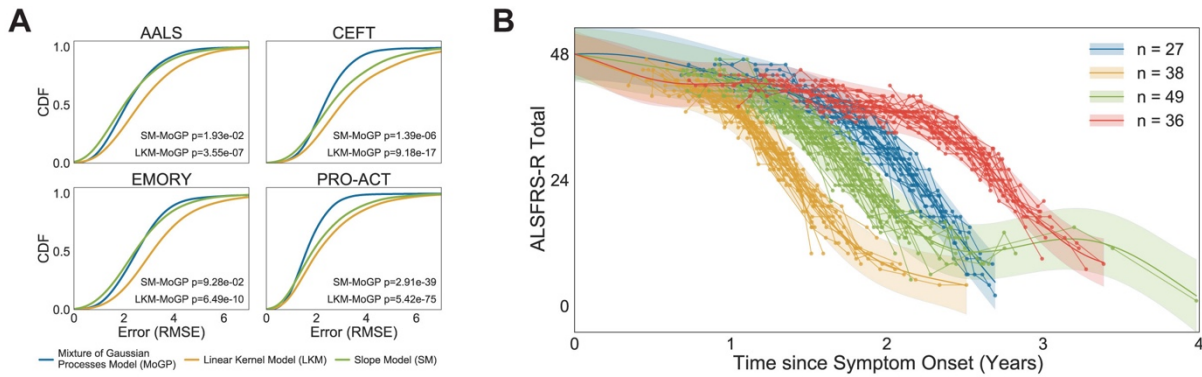 A
AALS
CEFT
CDF
1.0
0.5
0.0
SM-MoGP p=1.93e-02
LKM-MoGP p=3.55e-07
SM-MoGP p=1.39e-06
LKM-MoGP p=9.18e-17
EMORY
PRO-ACT
CDF
1.0
0.5
0.0
SM-MoGP p=9.28e-02
LKM-MoGP p=6.49e-10
SM-MoGP p=2.91e-39
LKM-MoGP p=5.42e-75
0 2 4 6
0 2 4 6
Error (RMSE)
Error (RMSE)
Mixture of Gaussian
Processes Model (MoGP)
Linear Kernel Model (LKM)
Slope Model (SM)
B
ALSFRS-R Total
48
24
0
n = 27
n = 38
n = 49
n = 36
0 1 2 3 4
Time since Symptom Onset (Years)